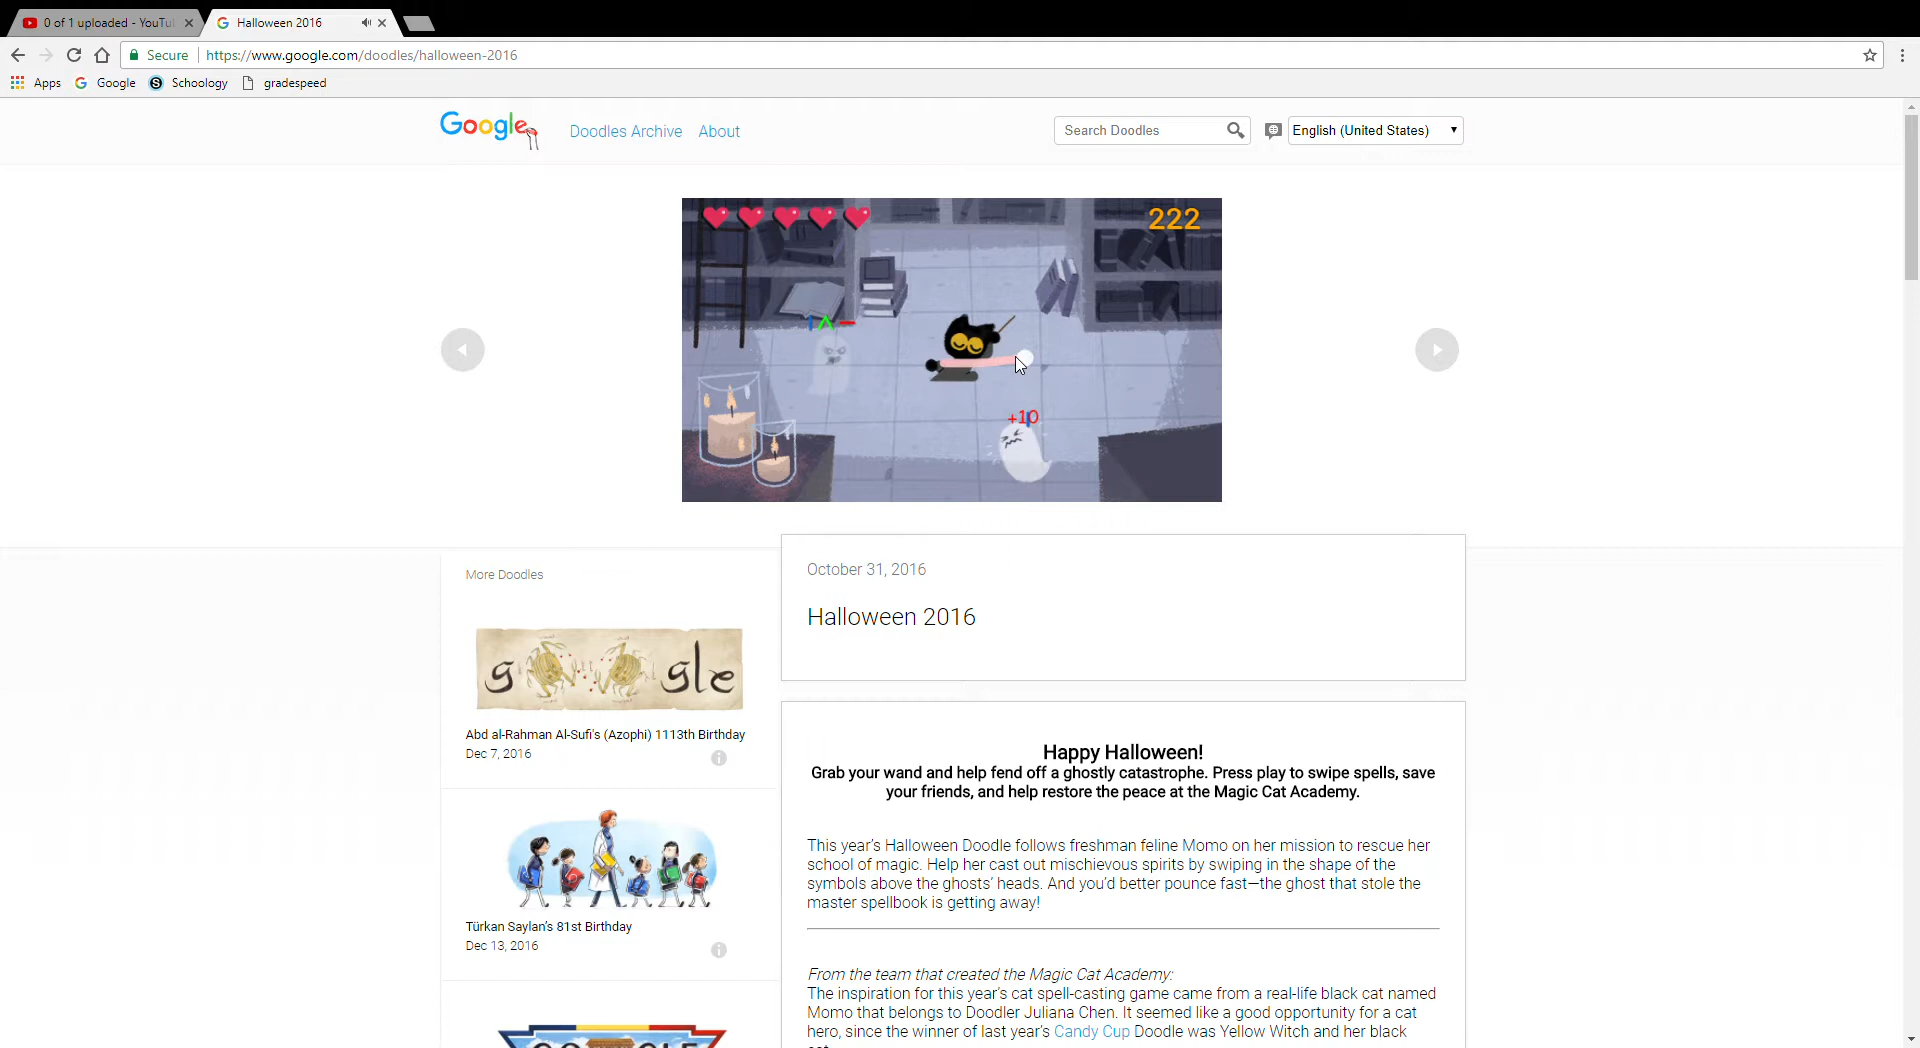 0 of 1 uploaded - YouTu
Halloween 2016
Secure
https://www.google.com/doodles/halloween-2016
Apps
Google
Schoology
gradespeed
Google
Doodles Archive
About
Search Doodles
English (United States)
222
+10
October 31, 2016
Halloween 2016
More Doodles
g gle
Abd al-Rahman Al-Sufi's (Azophi) 1113th Birthday
Dec 7, 2016
Türkan Saylan's 81st Birthday
Dec 13, 2016
Happy Halloween!
Grab your wand and help fend off a ghostly catastrophe. Press play to swipe spells, save
your friends, and help restore the peace at the Magic Cat Academy.
This year's Halloween Doodle follows freshman feline Momo on her mission to rescue her
school of magic. Help her cast out mischievous spirits by swiping in the shape of the
symbols above the ghosts' heads. And you'd better pounce fast—the ghost that stole the
master spellbook is getting away!
From the team that created the Magic Cat Academy:
The inspiration for this year's cat spell-casting game came from a real-life black cat named
Momo that belongs to Doodler Juliana Chen. It seemed like a good opportunity for a cat
hero, since the winner of last year's Candy Cup Doodle was Yellow Witch and her black